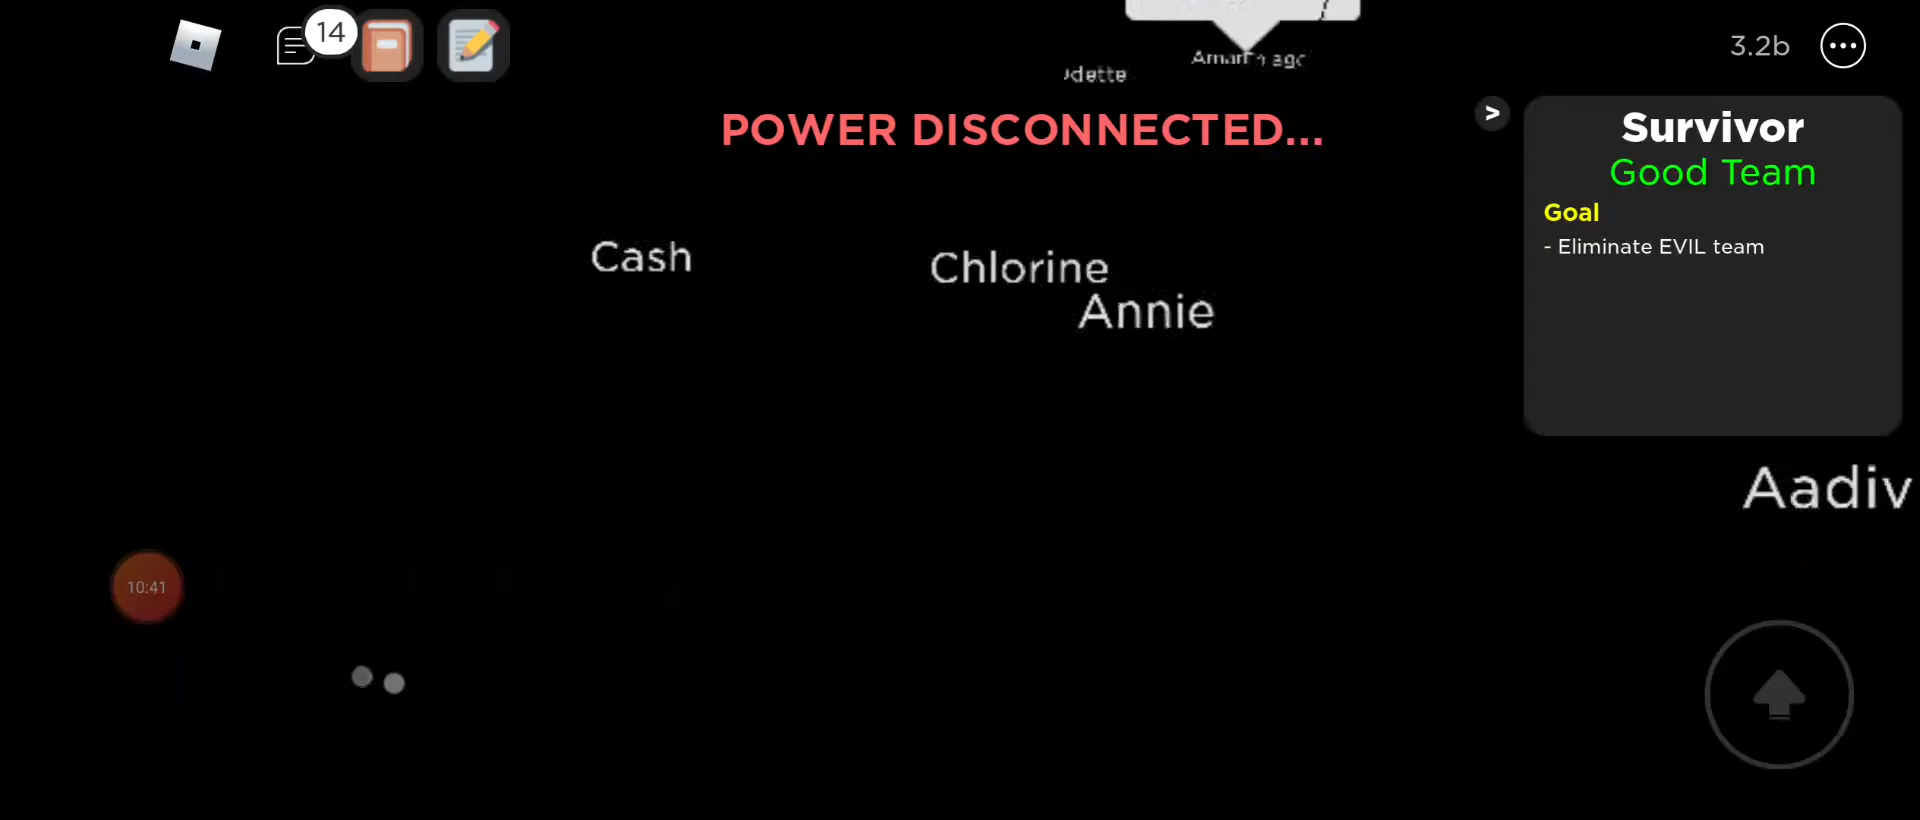 14
3.2b
POWER DISCONNECTED...
>
Survivor
Good Team
Goal
- Eliminate EVIL team
Cash
Chlorine
Annie
Aadiv
10:41